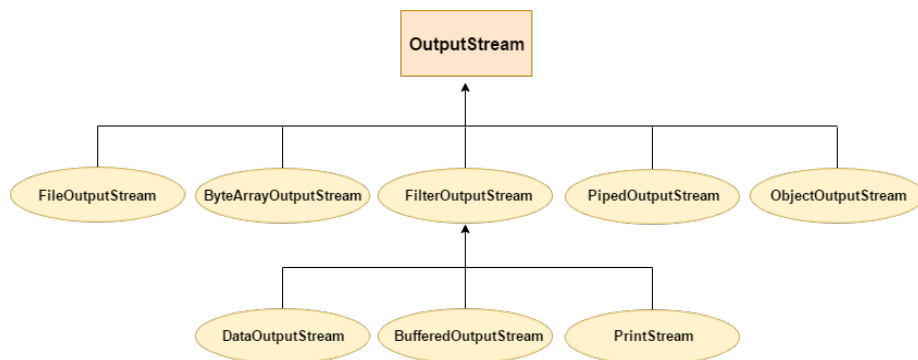 OutputStream
FileOutputStream
ByteArrayOutputStream
FilterOutputStream
PipedOutputStream
ObjectOutputStream
DataOutputStream
BufferedOutputStream
PrintStream